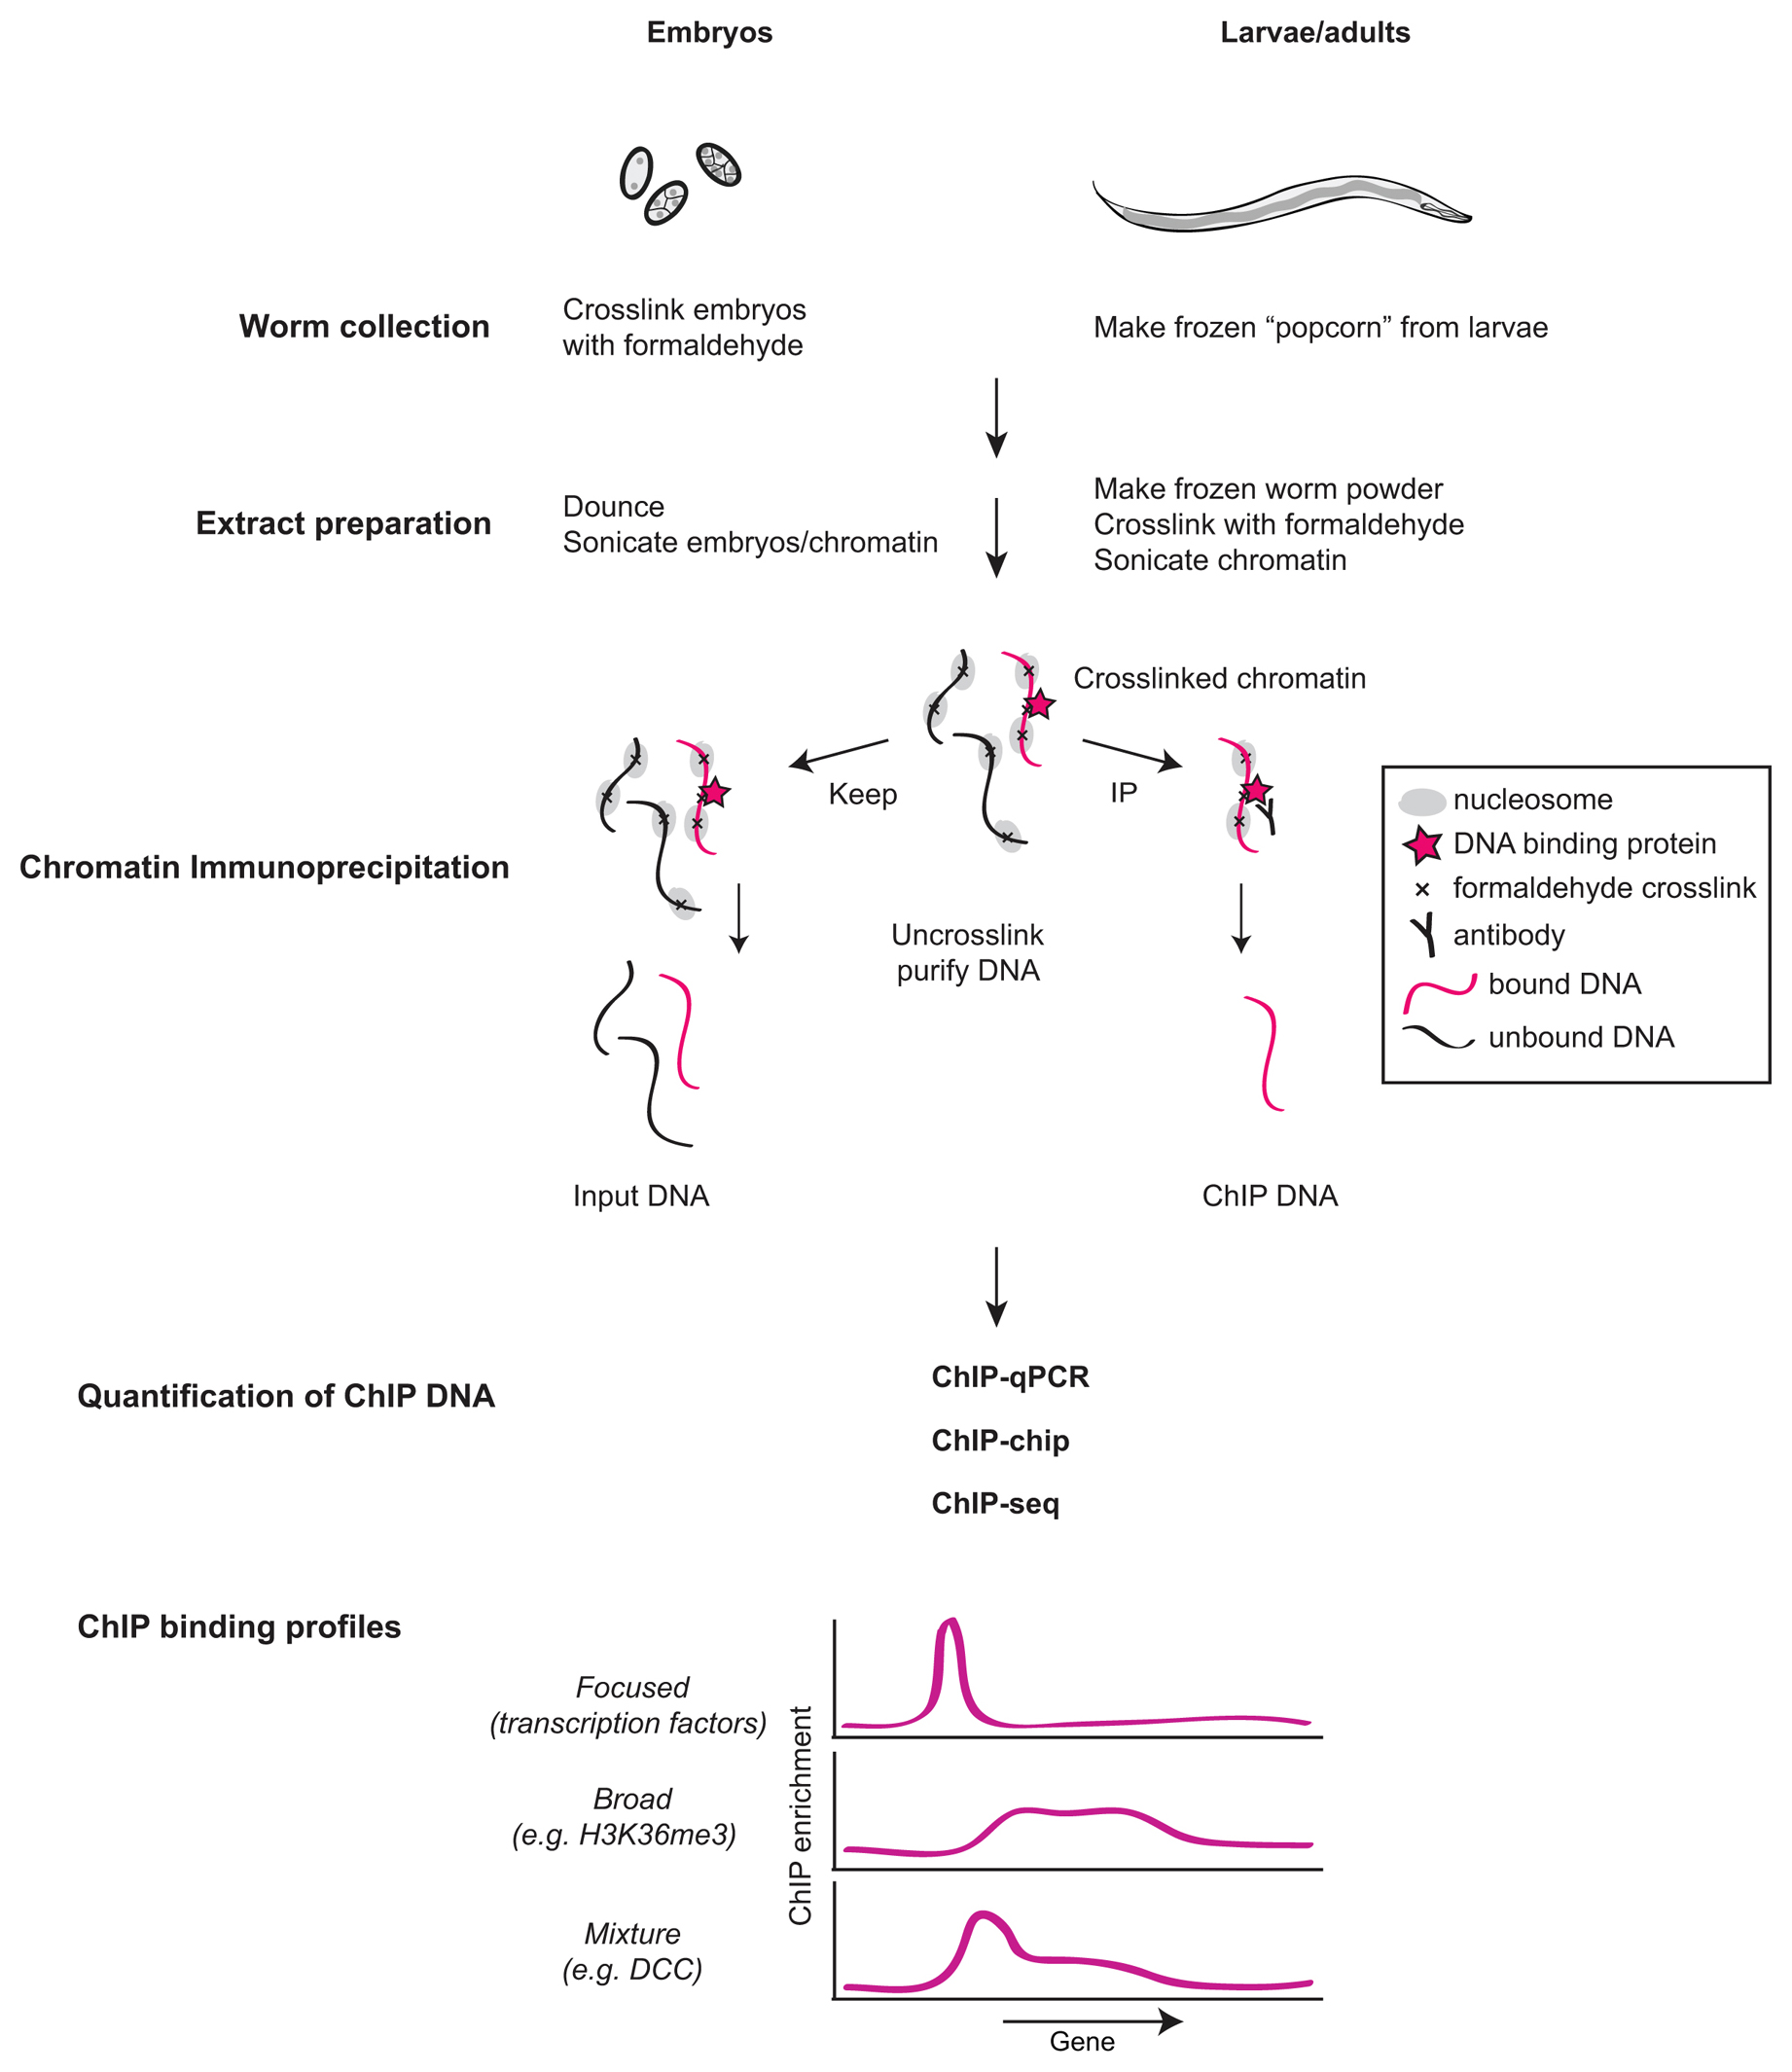 Embryos
Larvae/adults
Worm collection
Crosslink embryos
with formaldehyde
Make frozen “popcorn” from larvae
Extract preparation
Dounce
Sonicate embryos/chromatin
Make frozen worm powder
Crosslink with formaldehyde
Sonicate chromatin
Crosslinked chromatin
Keep
IP
Chromatin Immunoprecipitation
nucleosome
DNA binding protein
formaldehyde crosslink
antibody
bound DNA
unbound DNA
Uncrosslink
purify DNA
Input DNA
ChIP DNA
Quantification of ChIP DNA
ChIP-qPCR
ChIP-chip
ChIP-seq
ChIP binding profiles
Focused
(transcription factors)
Broad
(e.g. H3K36me3)
Mixture
(e.g. DCC)
ChIP enrichment
Gene